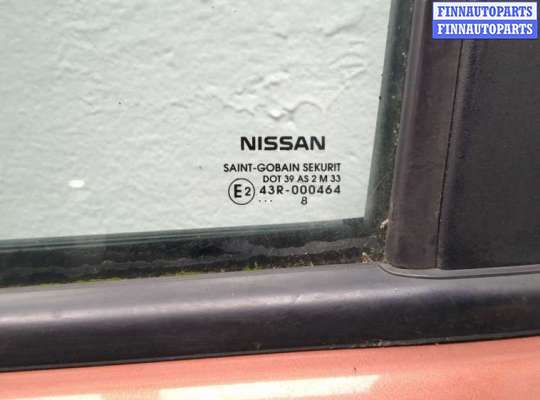 FINNAUTOPARTS
FINNAUTOPARTS
NISSAN
SAINT-GOBAIN SEKURIT
DOT 39 AS 2 M 33
E2 43R-000464
... 8